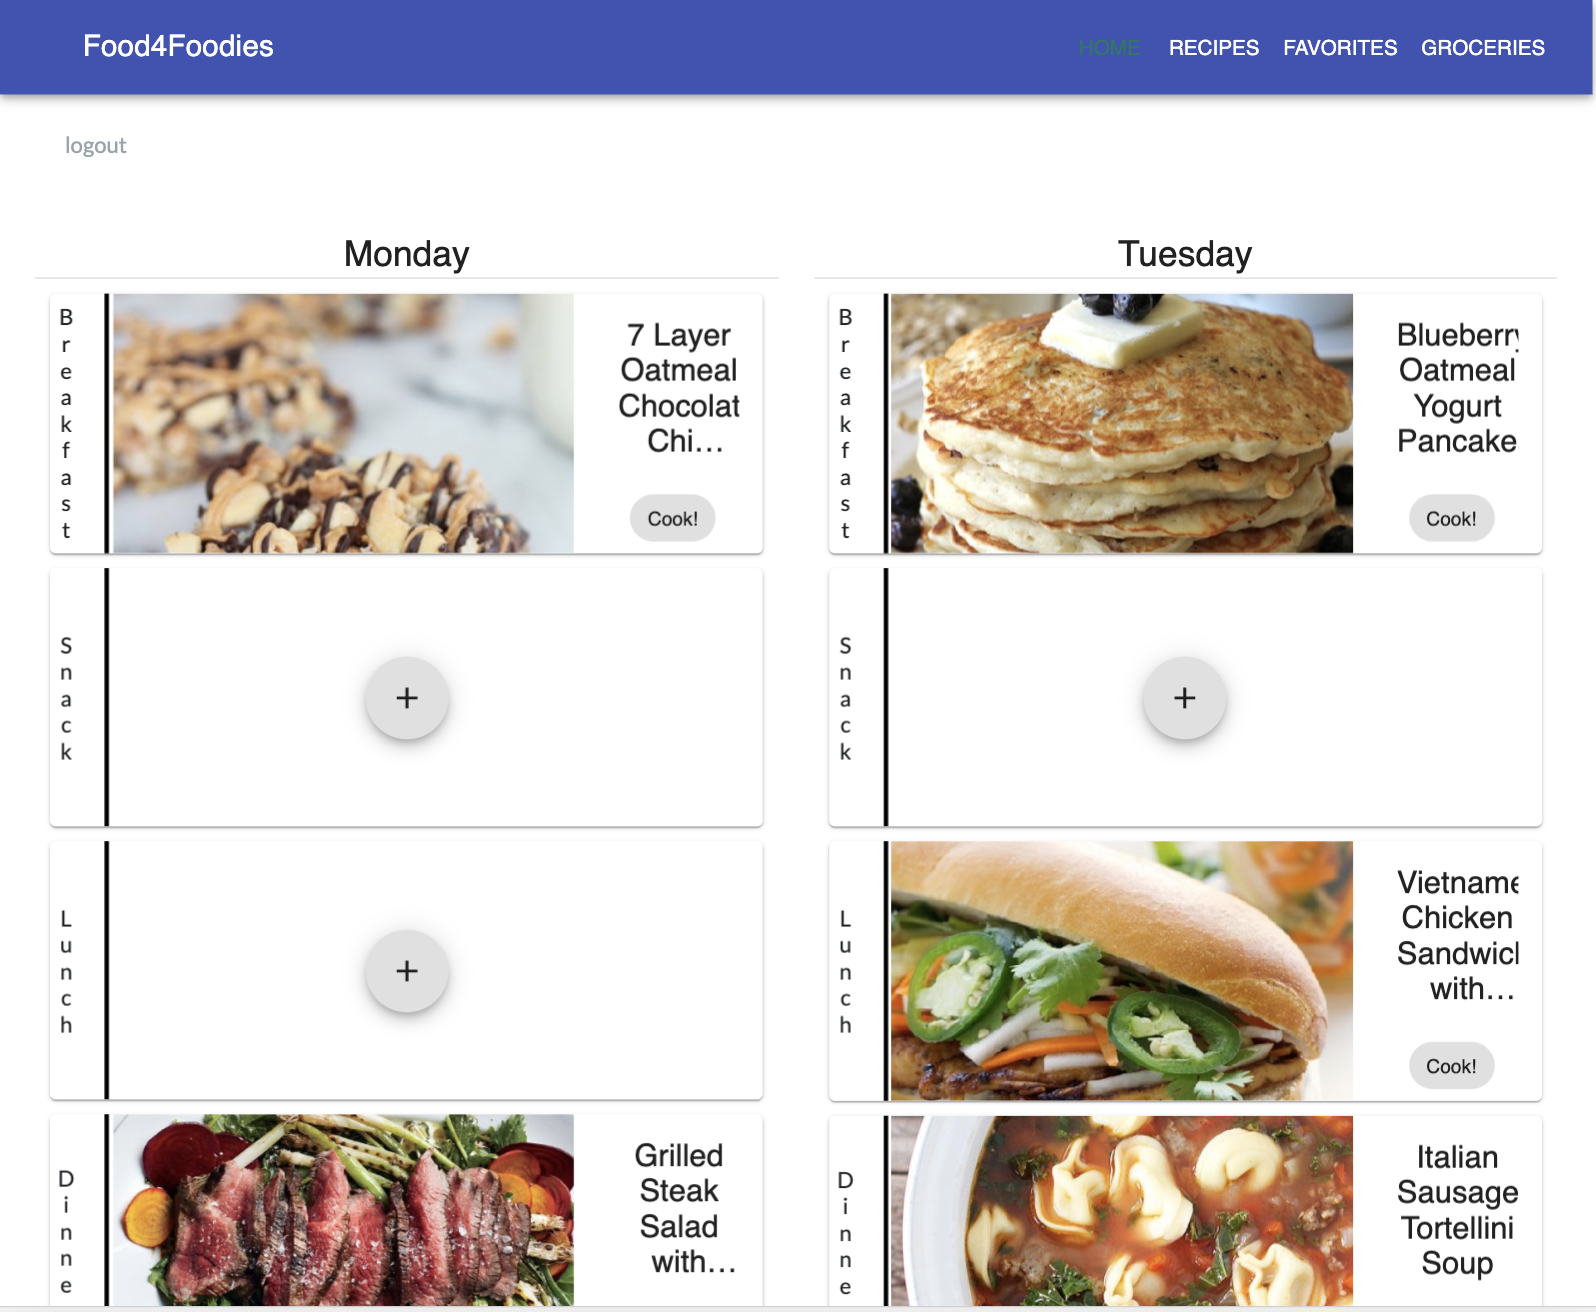 Food4Foodies
HOME RECIPES FAVORITES GROCERIES
logout
Monday
Breakfast
7 Layer
Oatmeal
Chocolat
Chi...
Cook!
Snack
+
Lunch
+
Dinne
Grilled
Steak
Salad
with...
Tuesday
Breakfast
Blueberry
Oatmeal
Yogurt
Pancake
Cook!
Snack
+
Lunch
Vietname
Chicken
Sandwich
with...
Cook!
Dinne
Italian
Sausage
Tortellini
Soup